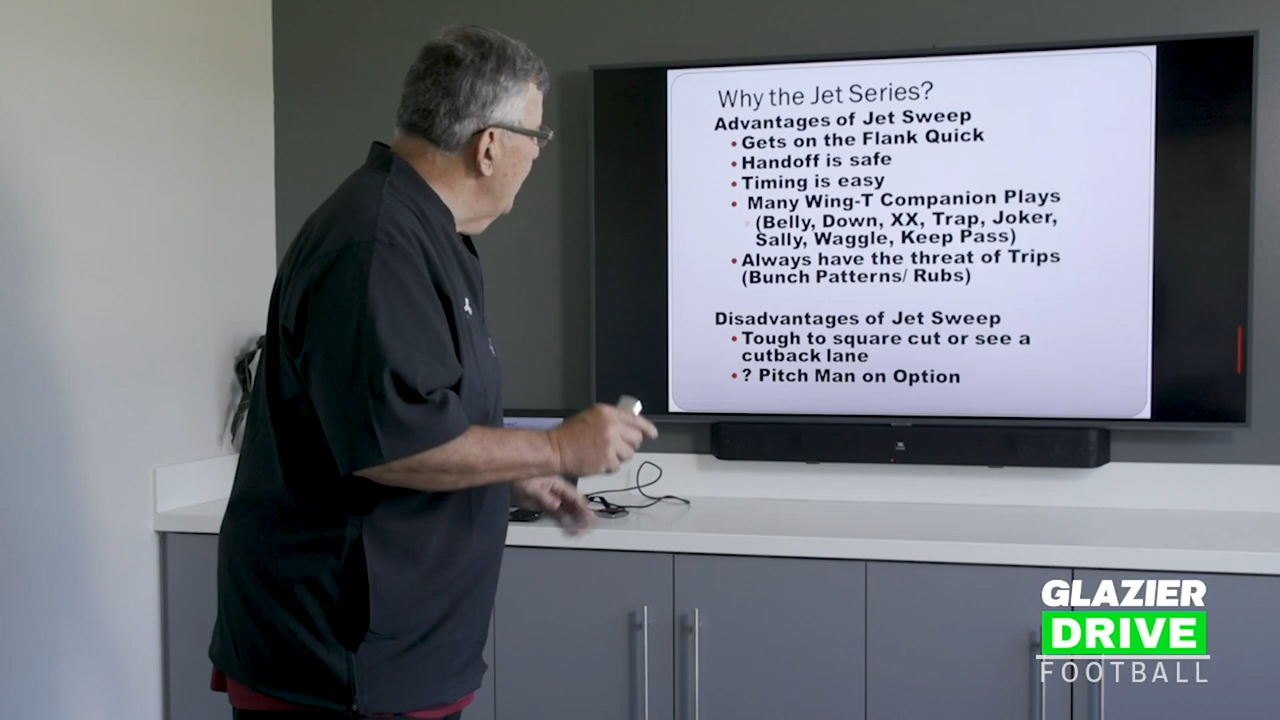 Why the Jet Series?
Advantages of Jet Sweep
• Gets on the Flank Quick
• Handoff is safe
• Timing is easy
• Many Wing-T Companion Plays
(Belly, Down, XX, Trap, Joker,
Sally, Waggle, Keep Pass)
• Always have the threat of Trips
(Bunch Patterns/ Rubs)
Disadvantages of Jet Sweep
• Tough to square cut or see a
cutback lane
• ? Pitch Man on Option
JBL
GLAZIER
DRIVE
FOOTBALL